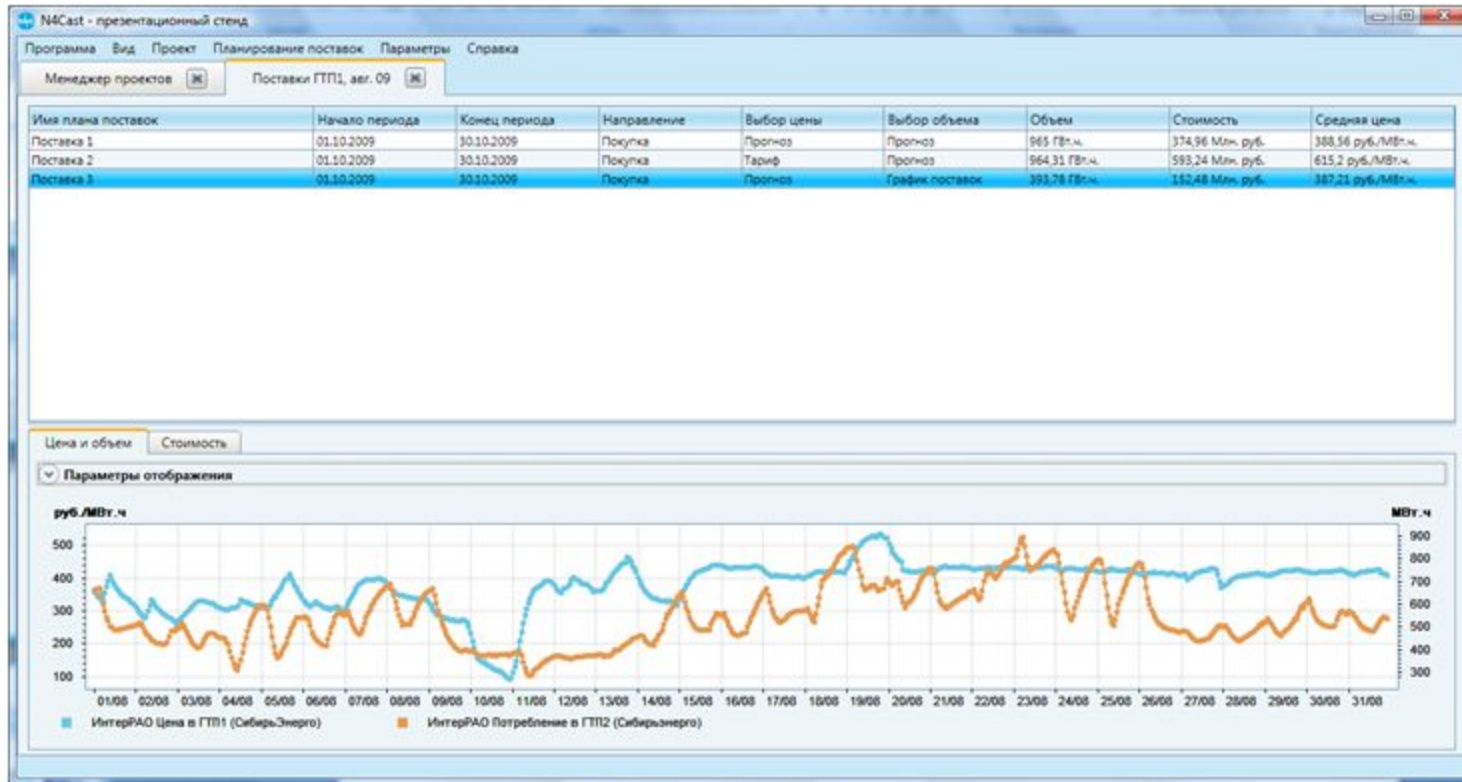 N4Cast - презентационный стенд
Программа Вид Проект Планирование поставок Параметры Справка
Менеджер проектов Поставки ГТП1, авг. 09
Имя плана поставок Начало периода Конец периода Направление Выбор цены Выбор объема Объем Стоимость Средняя цена
Поставка 1 01.10.2009 30.10.2009 Покупка Прогноз Прогноз 965 ГВт.ч. 374,96 Млн. руб. 388,56 руб./МВт.ч.
Поставка 2 01.10.2009 30.10.2009 Покупка Тариф Прогноз 964,31 ГВт.ч. 593,24 Млн. руб. 615,2 руб./МВт.ч.
Поставка 3 01.10.2009 30.10.2009 Покупка Прогноз График поставок 393,78 ГВт.ч. 152,48 Млн. руб. 387,21 руб./МВт.ч.
Цена и объем Стоимость
Параметры отображения
руб./МВт.ч МВт.ч
500 900
800
400 700
300 600
500
200 400
100 300
01/08 02/08 03/08 04/08 05/08 06/08 07/08 08/08 09/08 10/08 11/08 12/08 13/08 14/08 15/08 16/08 17/08 18/08 19/08 20/08 21/08 22/08 23/08 24/08 25/08 26/08 27/08 28/08 29/08 30/08 31/08
ИнтерРАО Цена в ГТП1 (СибирьЭнерго) ИнтерРАО Потребление в ГТП2 (Сибирьэнерго)